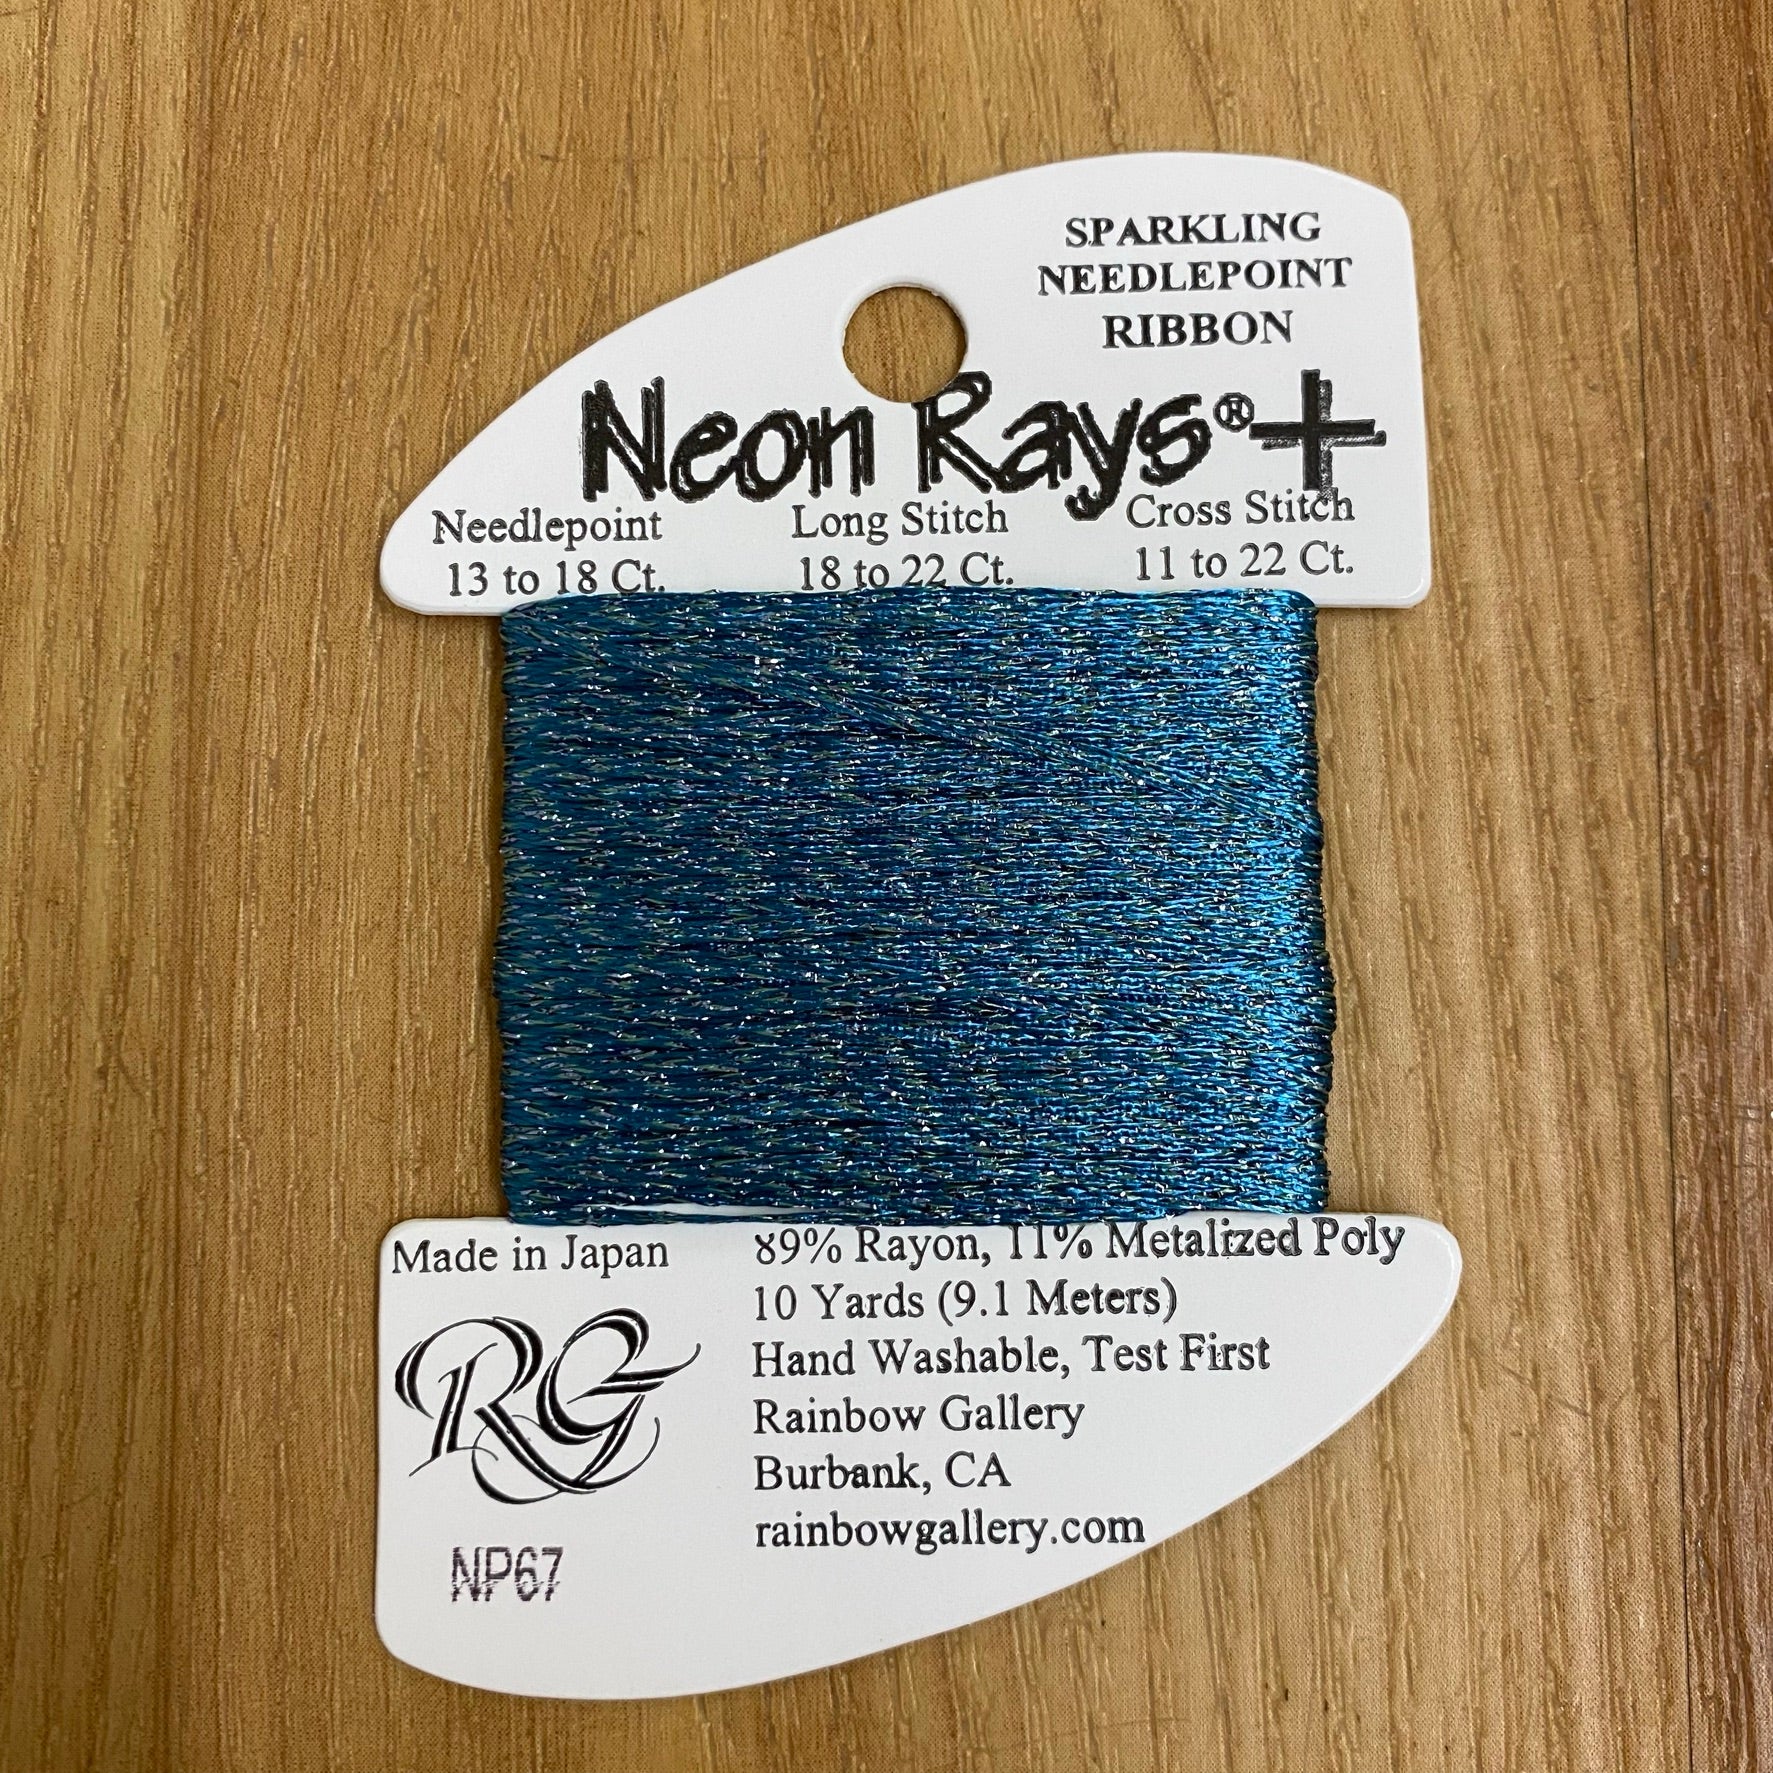 SPARKLING
NEEDLEPOINT
RIBBON
Neon Rays®+
Needlepoint
13 to 18 Ct.
Long Stitch
18 to 22 Ct.
Cross Stitch
11 to 22 Ct.
Made in Japan
RG
NP67
89% Rayon, 11% Metalized Poly
10 Yards (9.1 Meters)
Hand Washable, Test First
Rainbow Gallery
Burbank, CA
rainbowgallery.com